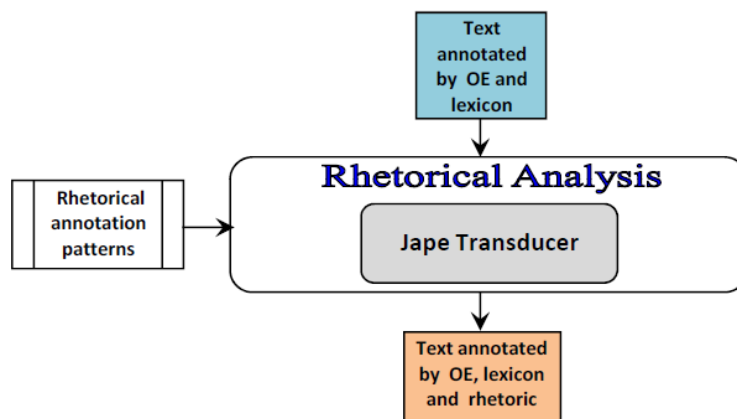 Text
annotated
by OE and
lexicon
Rhetorical Analysis
Rhetorical
annotation
patterns
Jape Transducer
Text annotated
by OE, lexicon
and rhetoric